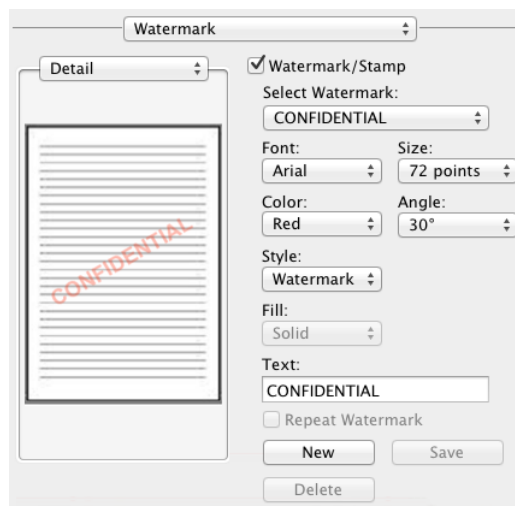 Watermark
Detail
CONFIDENTIAL
Watermark/Stamp
Select Watermark:
CONFIDENTIAL
Font: Size:
Arial 72 points
Color: Angle:
Red 30°
Style:
Watermark
Fill:
Solid
Text:
CONFIDENTIAL
Repeat Watermark
New Save
Delete